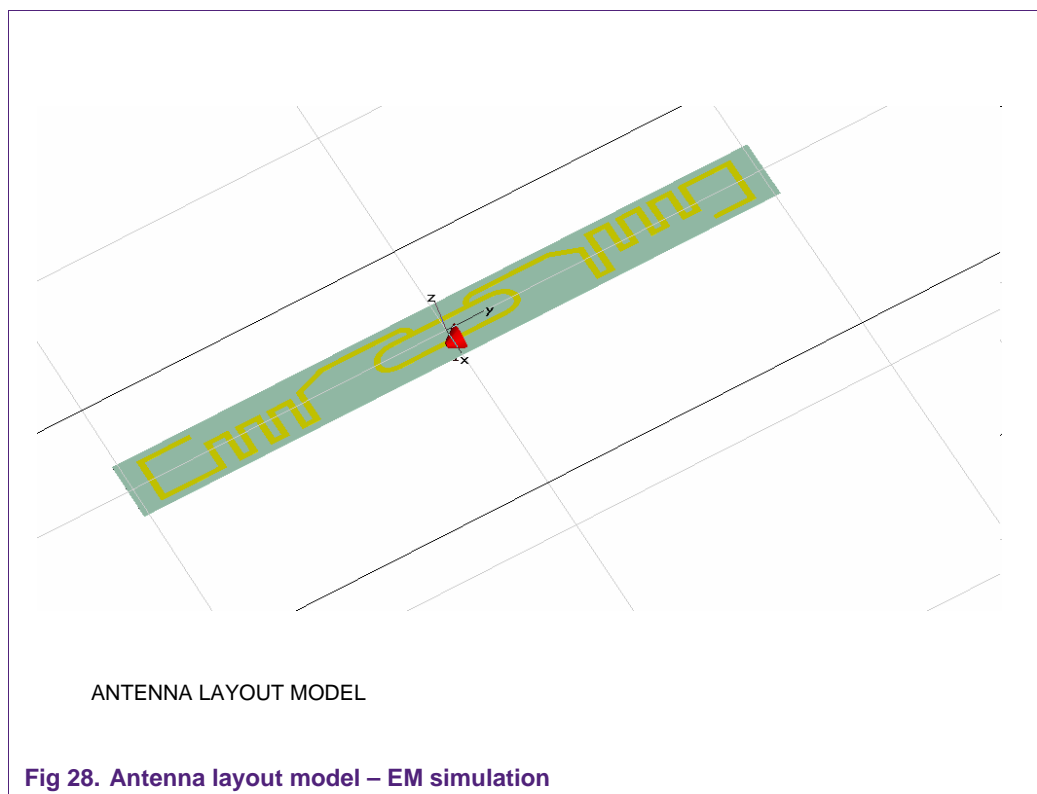 z
y
x
ANTENNA LAYOUT MODEL
Fig 28. Antenna layout model – EM simulation